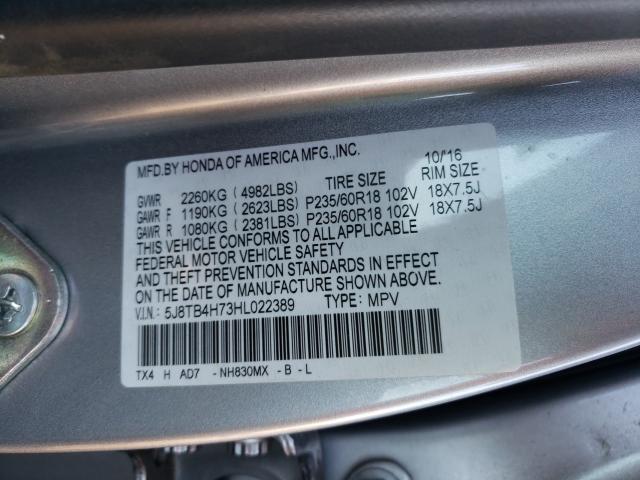 MFD.BY HONDA OF AMERICA MFG.,INC. 10/'16
GVWR 2260KG ( 4982LBS) TIRE SIZE RIM SIZE
GAWR F 1190KG ( 2623LBS) P235/60R18 102V 18X7.5J
GAWR R 1080KG ( 2381LBS) P235/60R18 102V 18X7.5J
THIS VEHICLE CONFORMS TO ALL APPLICABLE
FEDERAL MOTOR VEHICLE SAFETY
AND THEFT PREVENTION STANDARDS IN EFFECT
ON THE DATE OF MANUFACTURE SHOWN ABOVE.
V.I.N.: 5J8TB4H73HL022389 TYPE: MPV
TX4 H AD7 -NH830MX -B -L